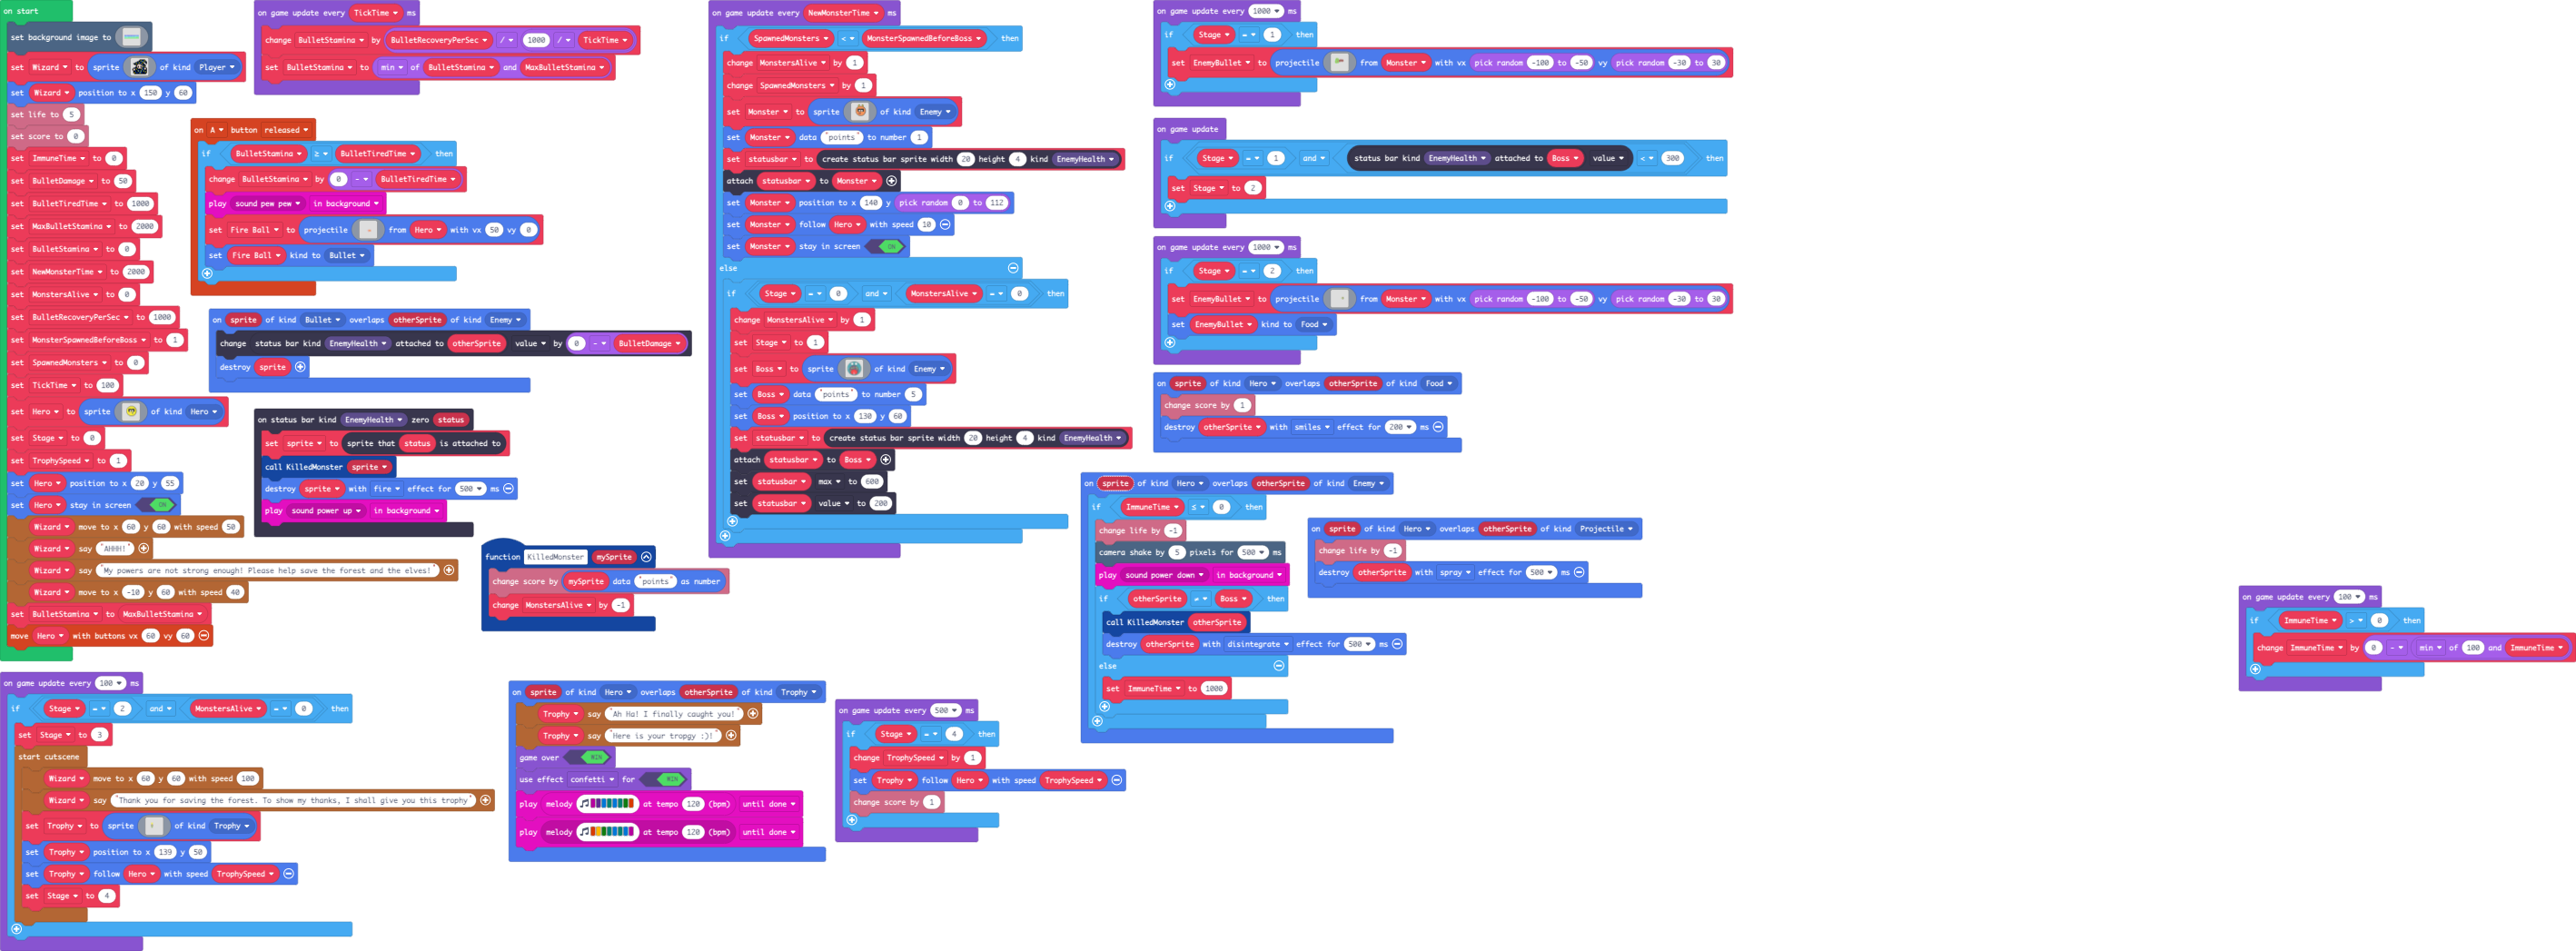 on start
set background image to
set Wizard to sprite of kind Player
set Wizard position to x 150 y 60
set life to 5
set score to 0
set ImmuneTime to 0
set BulletDamage to 50
set BulletTiredTime to 1000
set MaxBulletStamina to 2000
set BulletStamina to 0
set NewMonsterTime to 2000
set MonstersAlive to 0
set BulletRecoveryPerSec to 1000
set MonsterSpawnedBeforeBoss to 1
set SpawnedMonsters to 0
set TickTime to 100
set Hero to sprite of kind Hero
set Stage to 0
set TrophySpeed to 1
set Hero position to x 20 y 55
set Hero stay in screen ON
Wizard move to x 60 y 60 with speed 50
Wizard say "AHHH!"
Wizard say "My powers are not strong enough! Please help save the forest and the elves!"
Wizard move to x -10 y 60 with speed 40
set BulletStamina to MaxBulletStamina
move Hero with buttons vx 60 vy 60
on game update every TickTime ms
change BulletStamina by BulletRecoveryPerSec / 1000 / TickTime
set BulletStamina to min of BulletStamina and MaxBulletStamina
on A button released
if BulletStamina ≥ BulletTiredTime then
change BulletStamina by 0 - BulletTiredTime
play sound pew pew in background
set Fire Ball to projectile from Hero with vx 50 vy 0
set Fire Ball kind to Bullet
on sprite of kind Bullet overlaps otherSprite of kind Enemy
change status bar kind EnemyHealth attached to otherSprite value by 0 - BulletDamage
destroy sprite
on status bar kind EnemyHealth zero status
set sprite to sprite that status is attached to
call KilledMonster sprite
destroy sprite with fire effect for 500 ms
play sound power up in background
function KilledMonster mySprite
change score by mySprite data "points" as number
change MonstersAlive by -1
on game update every NewMonsterTime ms
if SpawnedMonsters < MonsterSpawnedBeforeBoss then
change MonstersAlive by 1
change SpawnedMonsters by 1
set Monster to sprite of kind Enemy
set Monster data "points" to number 1
set statusbar to create status bar sprite width 20 height 4 kind EnemyHealth
attach statusbar to Monster
set Monster position to x 140 y pick random 0 to 112
set Monster follow Hero with speed 10
set Monster stay in screen ON
else
if Stage = 0 and MonstersAlive = 0 then
change MonstersAlive by 1
set Stage to 1
set Boss to sprite of kind Enemy
set Boss data "points" to number 5
set Boss position to x 130 y 60
set statusbar to create status bar sprite width 20 height 4 kind EnemyHealth
attach statusbar to Boss
set statusbar max to 600
set statusbar value to 200
on game update every 1000 ms
if Stage = 1 then
set EnemyBullet to projectile from Monster with vx pick random -100 to -50 vy pick random -30 to 30
on game update
if Stage = 1 and status bar kind EnemyHealth attached to Boss value < 300 then
set Stage to 2
on game update every 1000 ms
if Stage = 2 then
set EnemyBullet to projectile from Monster with vx pick random -100 to -50 vy pick random -30 to 30
set EnemyBullet kind to Food
on sprite of kind Hero overlaps otherSprite of kind Food
change score by 1
destroy otherSprite with smiles effect for 200 ms
on sprite of kind Hero overlaps otherSprite of kind Enemy
if ImmuneTime ≤ 0 then
change life by -1
camera shake by 5 pixels for 500 ms
play sound power down in background
if otherSprite ≠ Boss then
call KilledMonster otherSprite
destroy otherSprite with disintegrate effect for 500 ms
else
set ImmuneTime to 1000
on sprite of kind Hero overlaps otherSprite of kind Projectile
change life by -1
destroy otherSprite with spray effect for 500 ms
on game update every 100 ms
if ImmuneTime > 0 then
change ImmuneTime by 0 - min of 100 and ImmuneTime
on game update every 100 ms
if Stage = 2 and MonstersAlive = 0 then
set Stage to 3
start cutscene
Wizard move to x 60 y 60 with speed 100
Wizard say "Thank you for saving the forest. To show my thanks, I shall give you this trophy"
set Trophy to sprite of kind Trophy
set Trophy position to x 139 y 50
set Trophy follow Hero with speed TrophySpeed
set Stage to 4
on sprite of kind Hero overlaps otherSprite of kind Trophy
Trophy say "Ah Ha! I finally caught you!"
Trophy say "Here is your tropgy :)!"
game over WIN
use effect confetti for WIN
play melody at tempo 120 (bpm) until done
play melody at tempo 120 (bpm) until done
on game update every 500 ms
if Stage = 4 then
change TrophySpeed by 1
set Trophy follow Hero with speed TrophySpeed
change score by 1